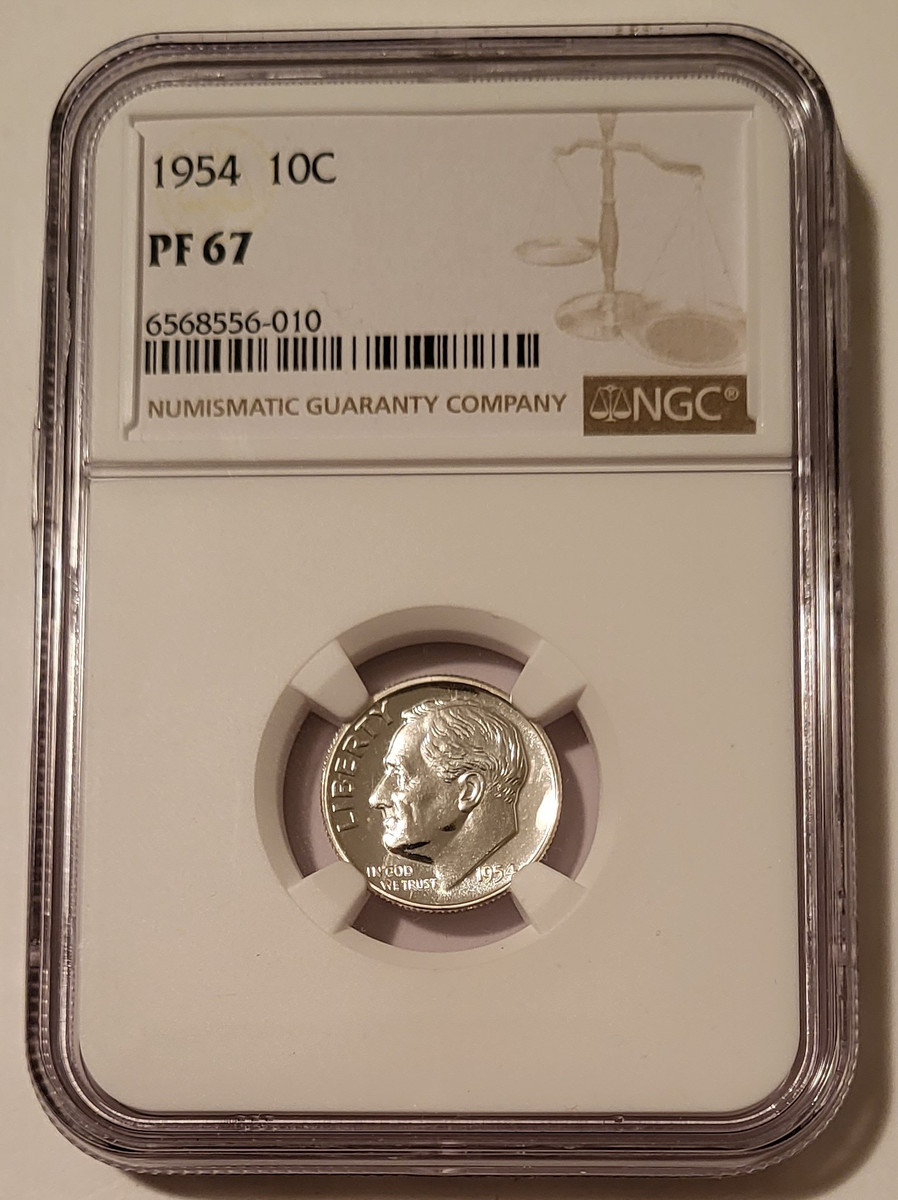 1954 10C
PF 67
6568556-010
NUMISMATIC GUARANTY COMPANY
NGC®
LIBERTY
IN GOD
WE TRUST
1954